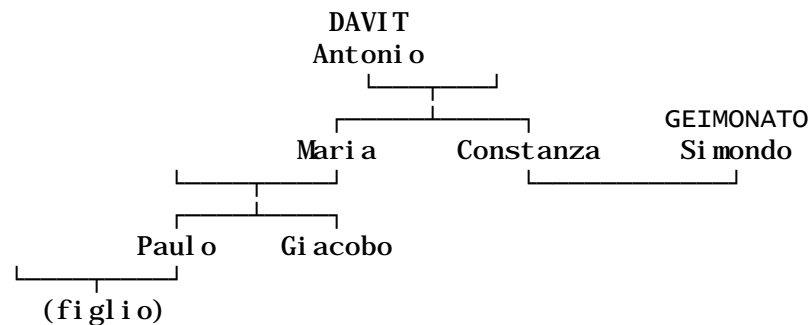 DAVIT
Antonio
GEIMONATO
Maria Constanza Simondo
Paulo Giacobo
(figlio)